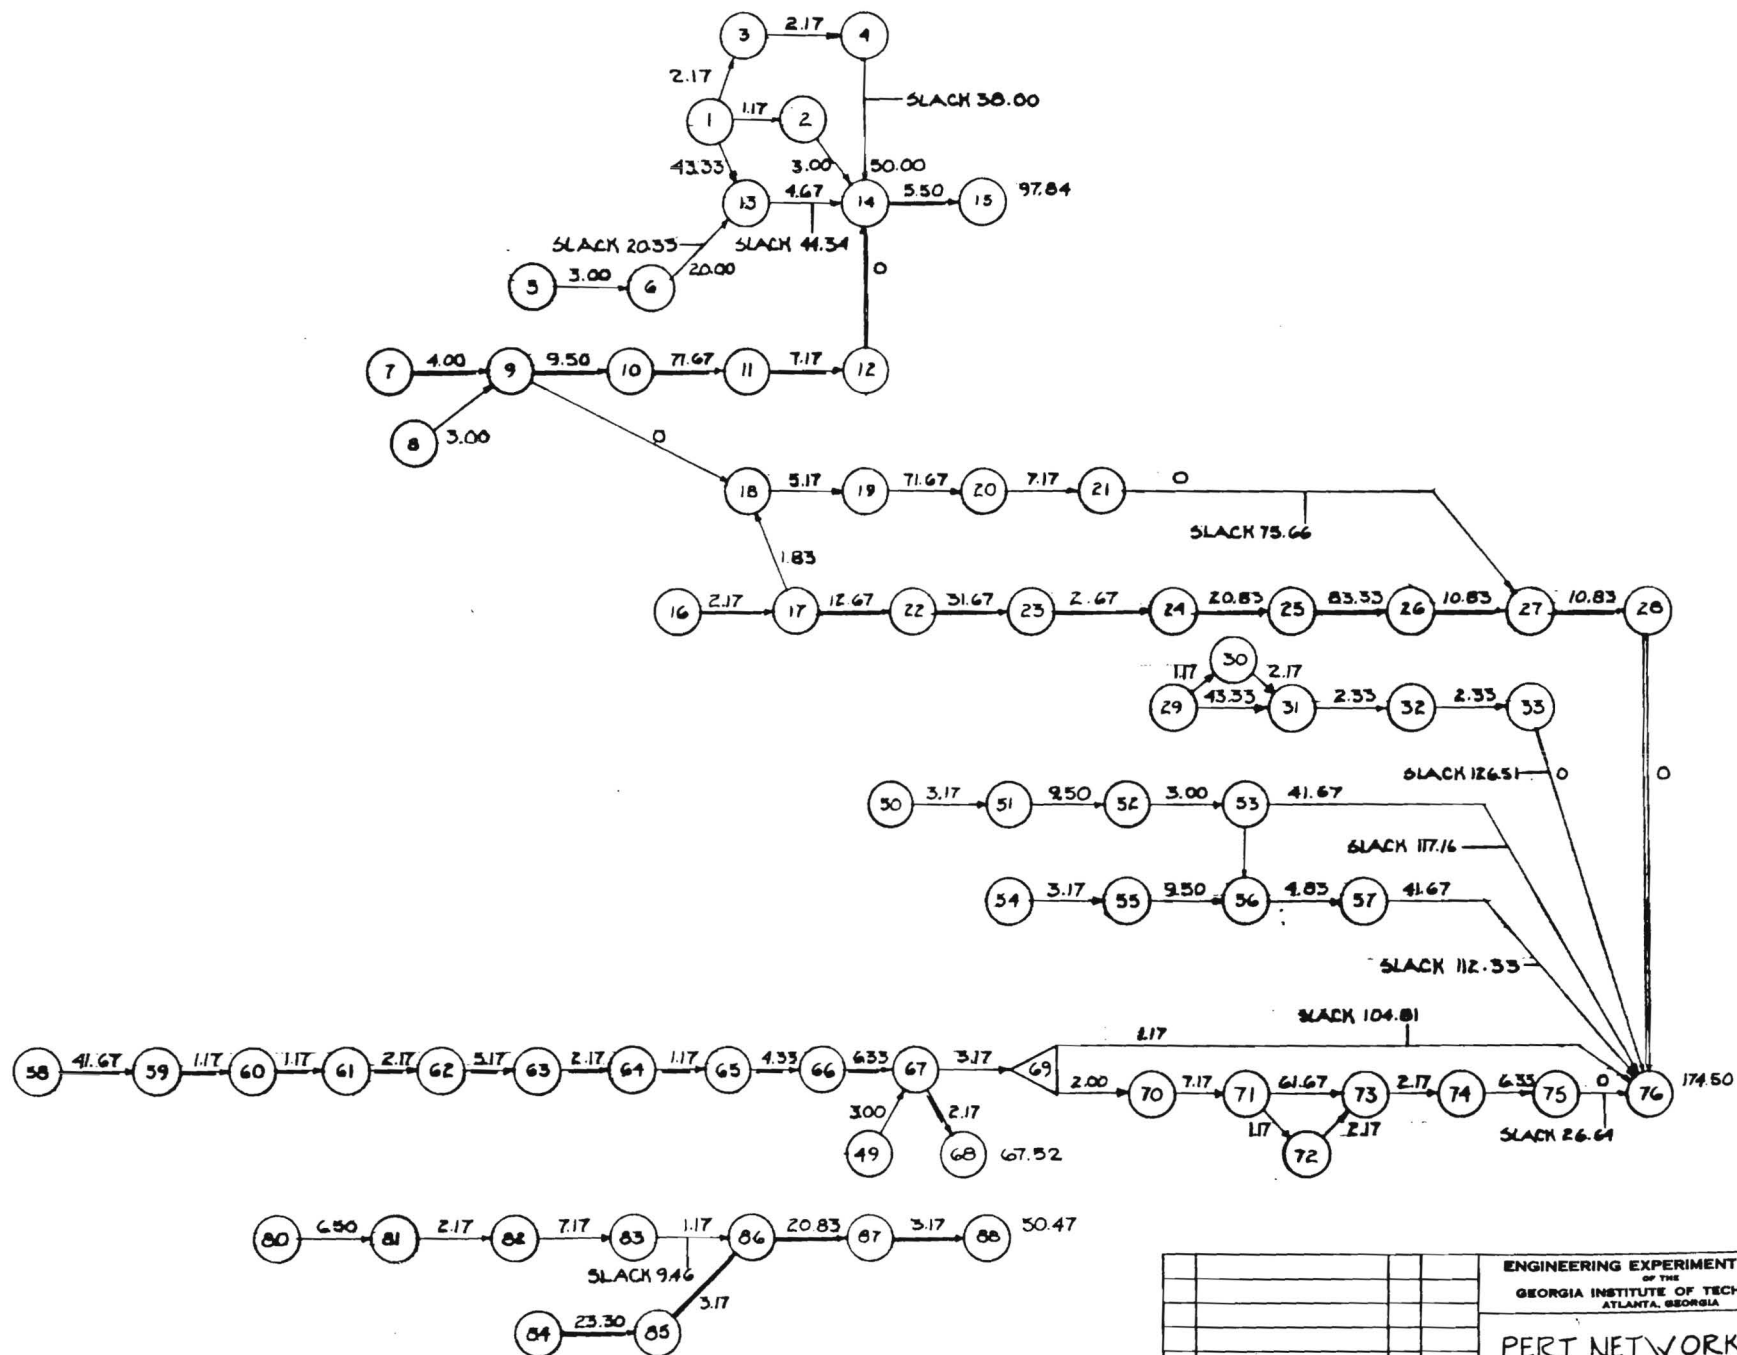 3 2.17 4
2.17
SLACK 38.00
1 1.17 2
43.33 3.00 50.00
13 4.67 14 5.50 15 97.84
SLACK 20.33 SLACK 44.34
5 3.00 6 20.00
0
7 4.00 9 9.50 10 71.67 11 7.17 12
8 3.00
0
18 5.17 19 71.67 20 7.17 21 0
SLACK 75.66
1.83
16 2.17 17 12.67 22 31.67 23 2.67 24 20.83 25 83.33 26 10.83 27 10.83 28
30
1.17 2.17
29 43.33 31 2.33 32 2.33 33
SLACK 126.51 0 0
50 3.17 51 9.50 52 3.00 53 41.67
SLACK 117.16
54 3.17 55 9.50 56 4.83 57 41.67
SLACK 112.33
SLACK 104.81
2.17
58 41.67 59 1.17 60 1.17 61 2.17 62 5.17 63 2.17 64 1.17 65 4.33 66 6.33 67 3.17 69
2.00 70 7.17 71 61.67 73 2.17 74 6.33 75 0 76 174.50
3.00 2.17 1.17 2.17 SLACK 26.64
49 68 67.52 72
80 6.50 81 2.17 82 7.17 83 1.17 86 20.83 87 3.17 88 50.47
SLACK 9.46
3.17
84 23.30 85
ENGINEERING EXPERIMENT
OF THE
GEORGIA INSTITUTE OF TECH
ATLANTA, GEORGIA
PERT NETWORK